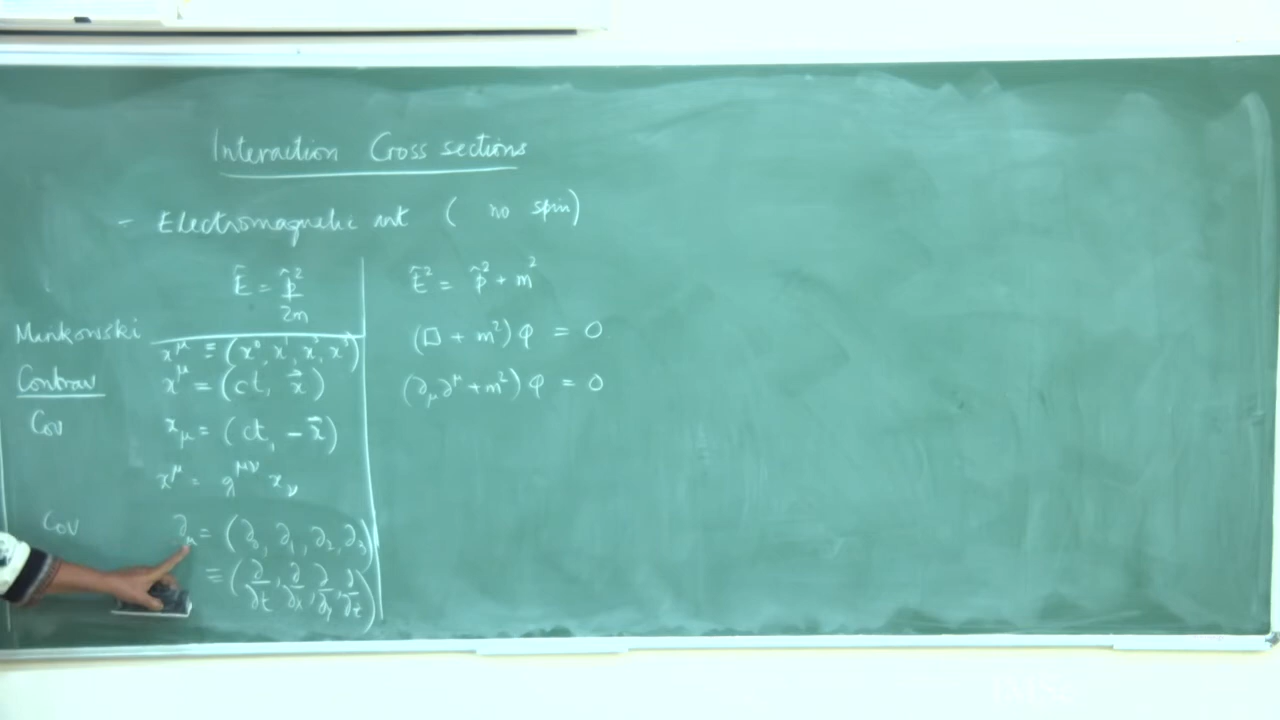 Interaction Cross sections
- Electromagnetic int ( no spin)
Ê = p̂² / 2m
Ê² = p̂² + m²
(□ + m²) φ = 0
(∂_μ ∂^μ + m²) φ = 0
Minkowski
x^μ ≡ (x⁰, x¹, x², x³)
Contrav x^μ = (ct, x⃗)
Cov x_μ = (ct, -x⃗)
x^μ = g^{μν} x_ν
Cov ∂_μ = (∂₀, ∂₁, ∂₂, ∂₃)
≡ (∂/∂t, ∂/∂x, ∂/∂y, ∂/∂z)